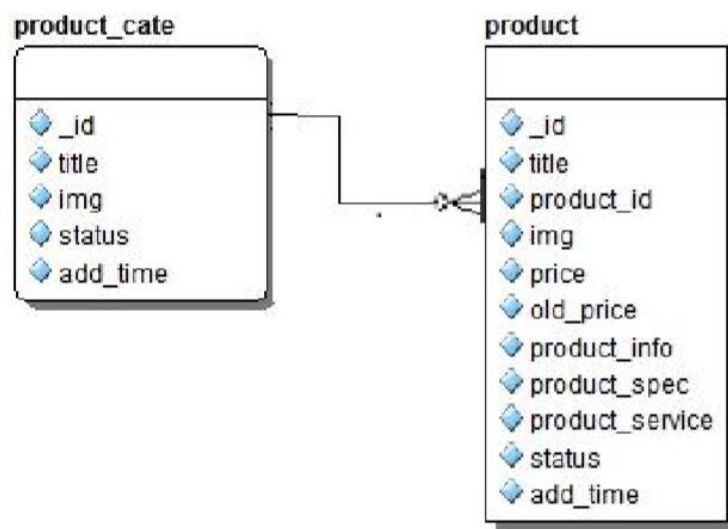 product_cate
_id
title
img
status
add_time
product
_id
title
product_id
img
price
old_price
product_info
product_spec
product_service
status
add_time